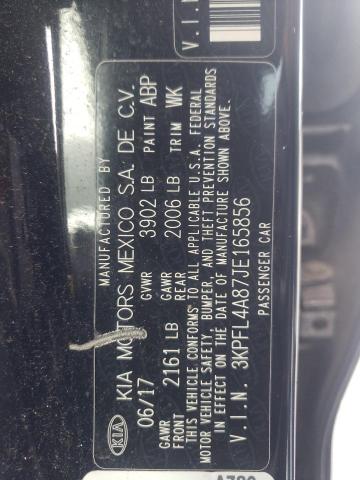 MANUFACTURED BY
KIA KIA MOTORS MEXICO S.A. DE C.V.
06/17 GVWR 3902 LB PAINT ABP
GAWR FRONT 2161 LB GAWR REAR 2006 LB TRIM WK
THIS VEHICLE CONFORMS TO ALL APPLICABLE U.S.A. FEDERAL
MOTOR VEHICLE SAFETY, BUMPER, AND THEFT PREVENTION STANDARDS
IN EFFECT ON THE DATE OF MANUFACTURE SHOWN ABOVE.
V.I.N. 3KPFL4A87JE165856
PASSENGER CAR
V.I.N